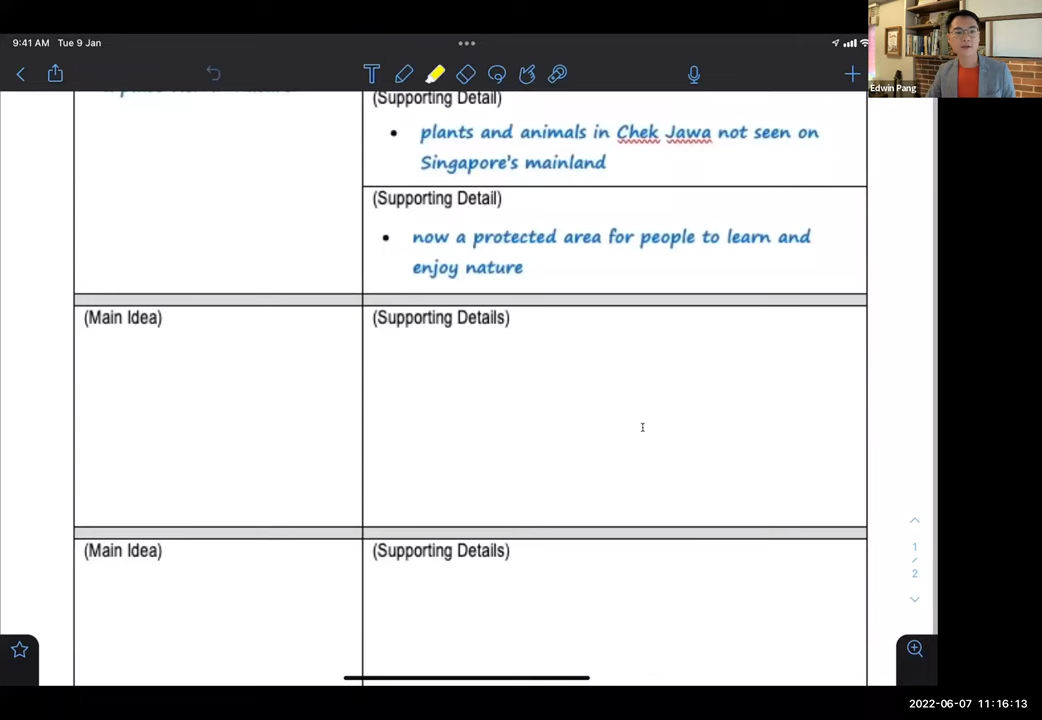 9:41 AM Tue 9 Jan
Edwin Pang
(Supporting Detail)
• plants and animals in Chek Jawa not seen on
Singapore's mainland
(Supporting Detail)
• now a protected area for people to learn and
enjoy nature
(Main Idea)
(Supporting Details)
1
/
2
(Main Idea)
(Supporting Details)
2022-06-07 11:16:13